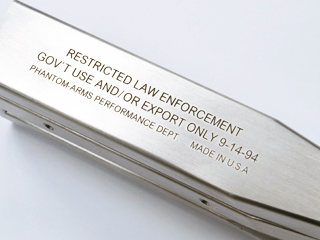 RESTRICTED LAW ENFORCEMENT
GOV'T USE AND/OR EXPORT ONLY 9-14-94
PHANTOM-ARMS PERFORMANCE DEPT MADE IN U S A